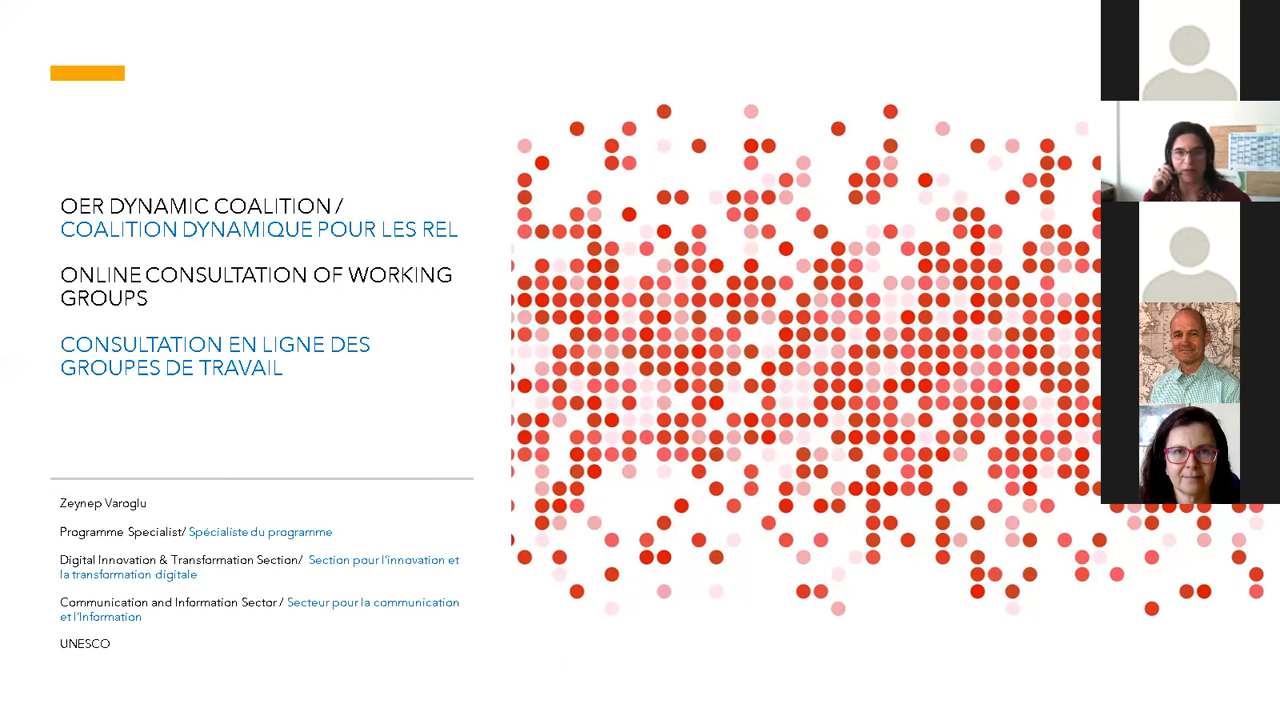 OER DYNAMIC COALITION /
COALITION DYNAMIQUE POUR LES REL
ONLINE CONSULTATION OF WORKING
GROUPS
CONSULTATION EN LIGNE DES
GROUPES DE TRAVAIL
Zeynep Varoglu
Programme Specialist/ Spécialiste du programme
Digital Innovation & Transformation Section/ Section pour l'innovation et
la transformation digitale
Communication and Information Sector / Secteur pour la communication
et l'Information
UNESCO